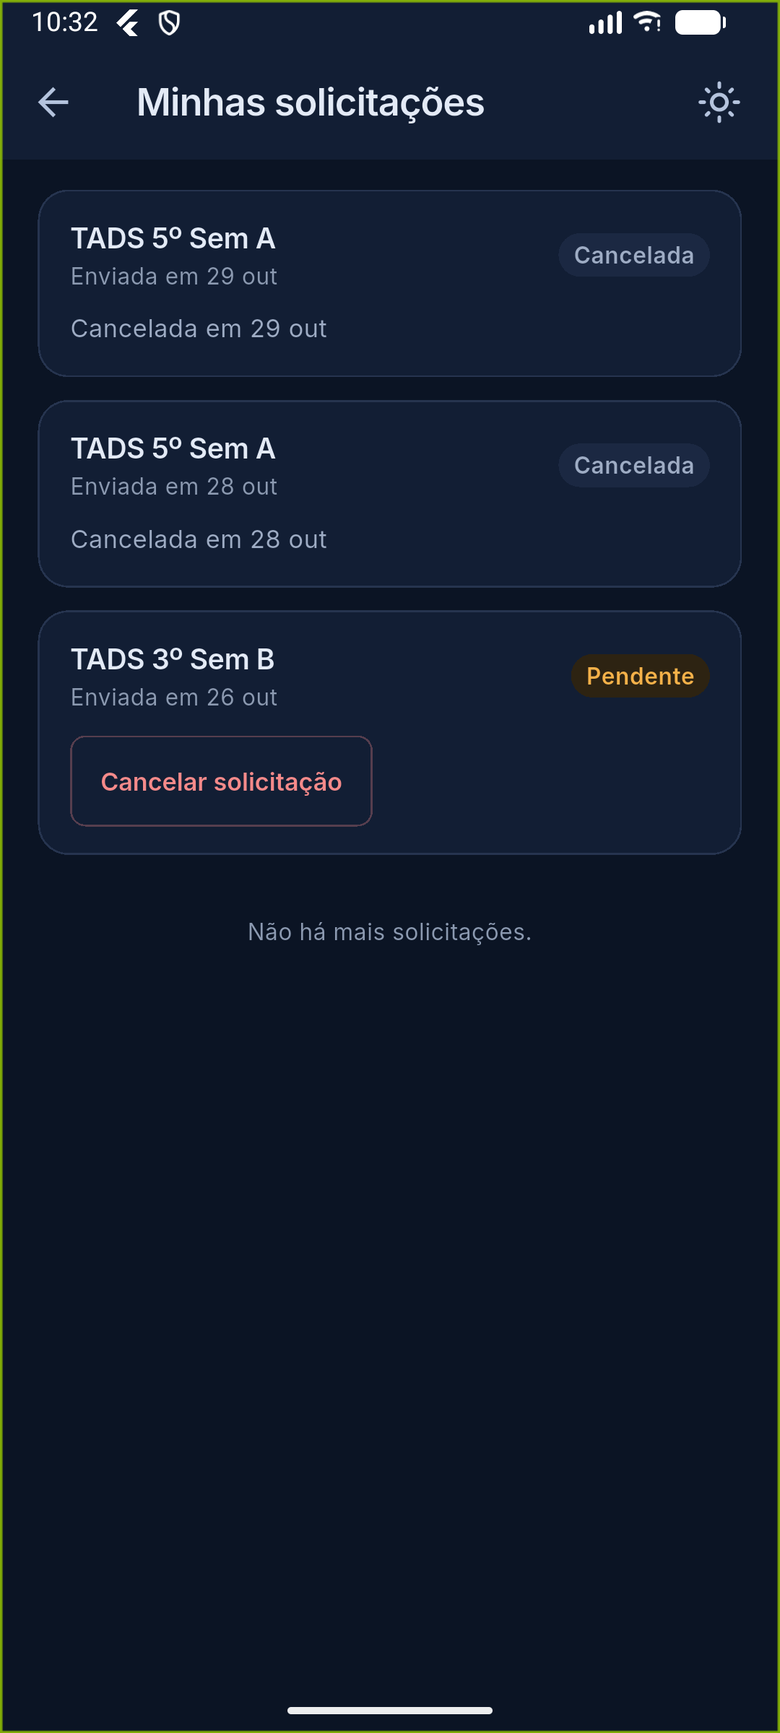 10:32
Minhas solicitações
TADS 5º Sem A
Enviada em 29 out
Cancelada
Cancelada em 29 out
TADS 5º Sem A
Enviada em 28 out
Cancelada
Cancelada em 28 out
TADS 3º Sem B
Enviada em 26 out
Pendente
Cancelar solicitação
Não há mais solicitações.